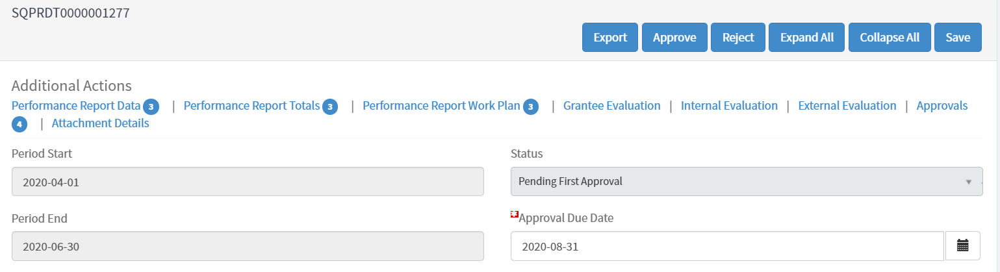 SQPRDT0000001277
Export Approve Reject Expand All Collapse All Save
Additional Actions
Performance Report Data 3 | Performance Report Totals 3 | Performance Report Work Plan 3 | Grantee Evaluation | Internal Evaluation | External Evaluation | Approvals
4 | Attachment Details
Period Start
2020-04-01
Status
Pending First Approval
Period End
2020-06-30
*Approval Due Date
2020-08-31